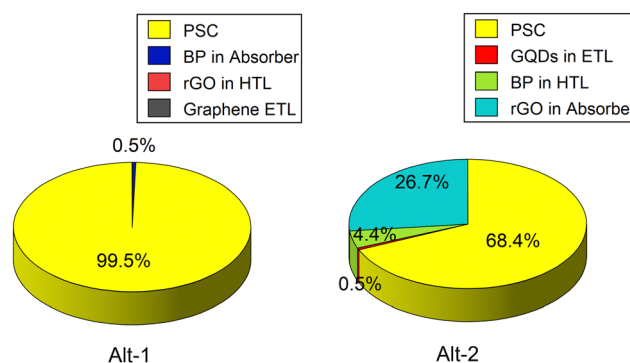 PSC
BP in Absorber
rGO in HTL
Graphene ETL
0.5%
99.5%
Alt-1
PSC
GQDs in ETL
BP in HTL
rGO in Absorbe
26.7%
4.4%
68.4%
0.5%
Alt-2